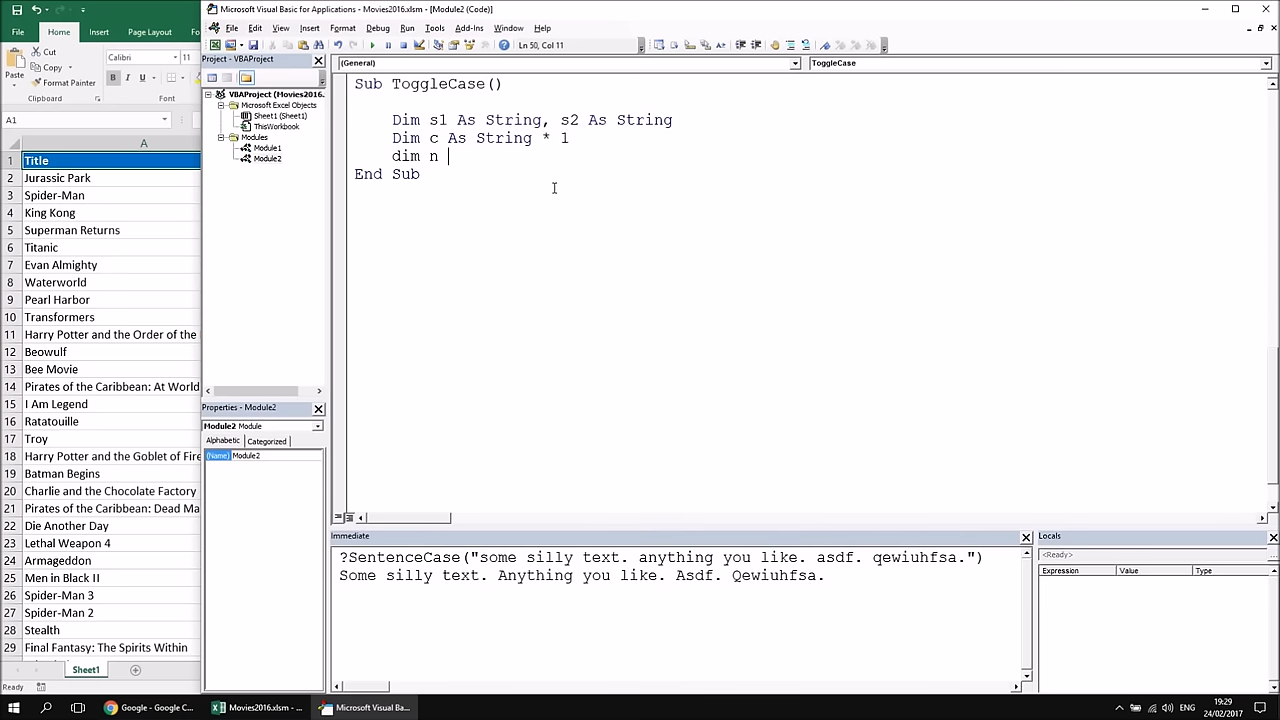 Microsoft Visual Basic for Applications - Movies2016.xlsm - [Module2 (Code)]
File Home Insert Page Layout Fo
File Edit View Insert Format Debug Run Tools Add-Ins Window Help
Ln 50, Col 11
Cut
Copy
Format Painter
Paste
Clipboard
Calibri 11
B I U
Font
A1
A
1 Title
2 Jurassic Park
3 Spider-Man
4 King Kong
5 Superman Returns
6 Titanic
7 Evan Almighty
8 Waterworld
9 Pearl Harbor
10 Transformers
11 Harry Potter and the Order of the
12 Beowulf
13 Bee Movie
14 Pirates of the Caribbean: At World
15 I Am Legend
16 Ratatouille
17 Troy
18 Harry Potter and the Goblet of Fire
19 Batman Begins
20 Charlie and the Chocolate Factory
21 Pirates of the Caribbean: Dead Ma
22 Die Another Day
23 Lethal Weapon 4
24 Armageddon
25 Men in Black II
26 Spider-Man 3
27 Spider-Man 2
28 Stealth
29 Final Fantasy: The Spirits Within
Sheet1
Ready
Project - VBAProject
VBAProject (Movies2016.
Microsoft Excel Objects
Sheet1 (Sheet1)
ThisWorkbook
Modules
Module1
Module2
Properties - Module2
Module2 Module
Alphabetic Categorized
(Name) Module2
(General) ToggleCase
Sub ToggleCase()
Dim s1 As String, s2 As String
Dim c As String * 1
dim n
End Sub
Immediate
?SentenceCase("some silly text. anything you like. asdf. qewiuhfsa.")
Some silly text. Anything you like. Asdf. Qewiuhfsa.
Locals
<Ready>
Expression Value Type
Google - Google C... Movies2016.xlsm - ... Microsoft Visual Ba...
ENG
19:29
24/02/2017